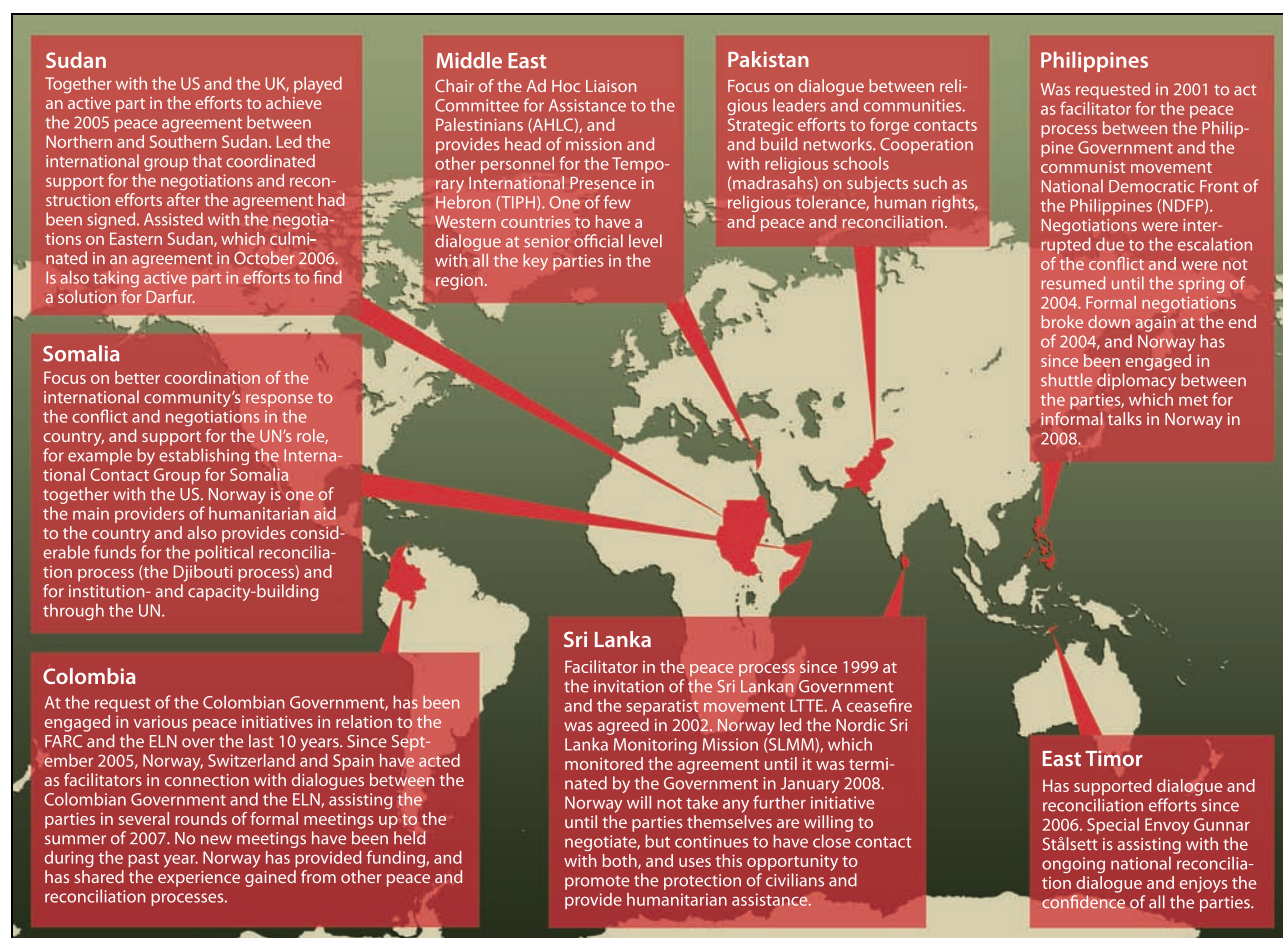 Sudan
Together with the US and the UK, played
an active part in the efforts to achieve
the 2005 peace agreement between
Northern and Southern Sudan. Led the
international group that coordinated
support for the negotiations and recon-
struction efforts after the agreement had
been signed. Assisted with the negotia-
tions on Eastern Sudan, which culmi-
nated in an agreement in October 2006.
Is also taking active part in efforts to find
a solution for Darfur.
Middle East
Chair of the Ad Hoc Liaison
Committee for Assistance to the
Palestinians (AHLC), and
provides head of mission and
other personnel for the Tempo-
rary International Presence in
Hebron (TIPH). One of few
Western countries to have a
dialogue at senior official level
with all the key parties in the
region.
Pakistan
Focus on dialogue between reli-
gious leaders and communities.
Strategic efforts to forge contacts
and build networks. Cooperation
with religious schools
(madrasahs) on subjects such as
religious tolerance, human rights,
and peace and reconciliation.
Philippines
Was requested in 2001 to act
as facilitator for the peace
process between the Philip-
pine Government and the
communist movement
National Democratic Front of
the Philippines (NDFP).
Negotiations were inter-
rupted due to the escalation
of the conflict and were not
resumed until the spring of
2004. Formal negotiations
broke down again at the end
of 2004, and Norway has
since been engaged in
shuttle diplomacy between
the parties, which met for
informal talks in Norway in
2008.
Somalia
Focus on better coordination of the
international community's response to
the conflict and negotiations in the
country, and support for the UN's role,
for example by establishing the Interna-
tional Contact Group for Somalia
together with the US. Norway is one of
the main providers of humanitarian aid
to the country and also provides consid-
erable funds for the political reconcilia-
tion process (the Djibouti process) and
for institution- and capacity-building
through the UN.
Colombia
At the request of the Colombian Government, has been
engaged in various peace initiatives in relation to the
FARC and the ELN over the last 10 years. Since Sept-
ember 2005, Norway, Switzerland and Spain have acted
as facilitators in connection with dialogues between the
Colombian Government and the ELN, assisting the
parties in several rounds of formal meetings up to the
summer of 2007. No new meetings have been held
during the past year. Norway has provided funding, and
has shared the experience gained from other peace and
reconciliation processes.
Sri Lanka
Facilitator in the peace process since 1999 at
the invitation of the Sri Lankan Government
and the separatist movement LTTE. A ceasefire
was agreed in 2002. Norway led the Nordic Sri
Lanka Monitoring Mission (SLMM), which
monitored the agreement until it was termi-
nated by the Government in January 2008.
Norway will not take any further initiative
until the parties themselves are willing to
negotiate, but continues to have close contact
with both, and uses this opportunity to
promote the protection of civilians and
provide humanitarian assistance.
East Timor
Has supported dialogue and
reconciliation efforts since
2006. Special Envoy Gunnar
Stålsett is assisting with the
ongoing national reconcilia-
tion dialogue and enjoys the
confidence of all the parties.